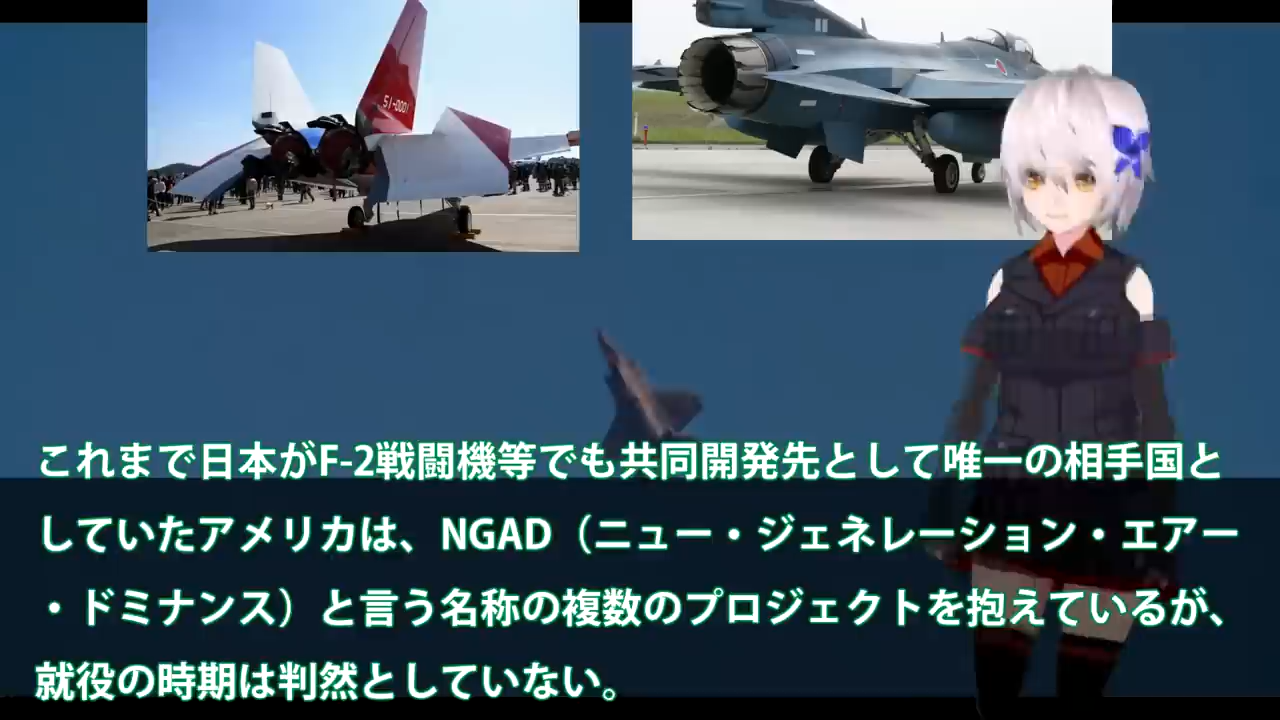 51-0001
これまで日本がF-2戦闘機等でも共同開発先として唯一の相手国と
していたアメリカは、NGAD（ニュー・ジェネレーション・エアー
・ドミナンス）と言う名称の複数のプロジェクトを抱えているが、
就役の時期は判然としていない。